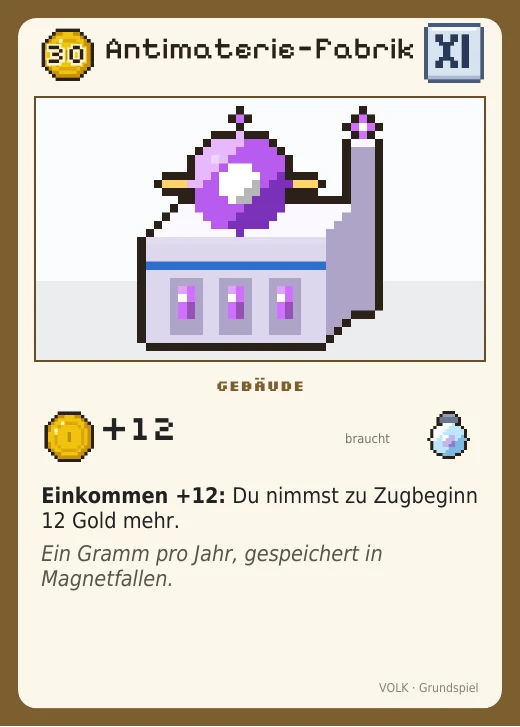 30 Antimaterie-Fabrik XI
GEBÄUDE
+12 braucht
Einkommen +12: Du nimmst zu Zugbeginn
12 Gold mehr.
Ein Gramm pro Jahr, gespeichert in
Magnetfallen.
VOLK · Grundspiel